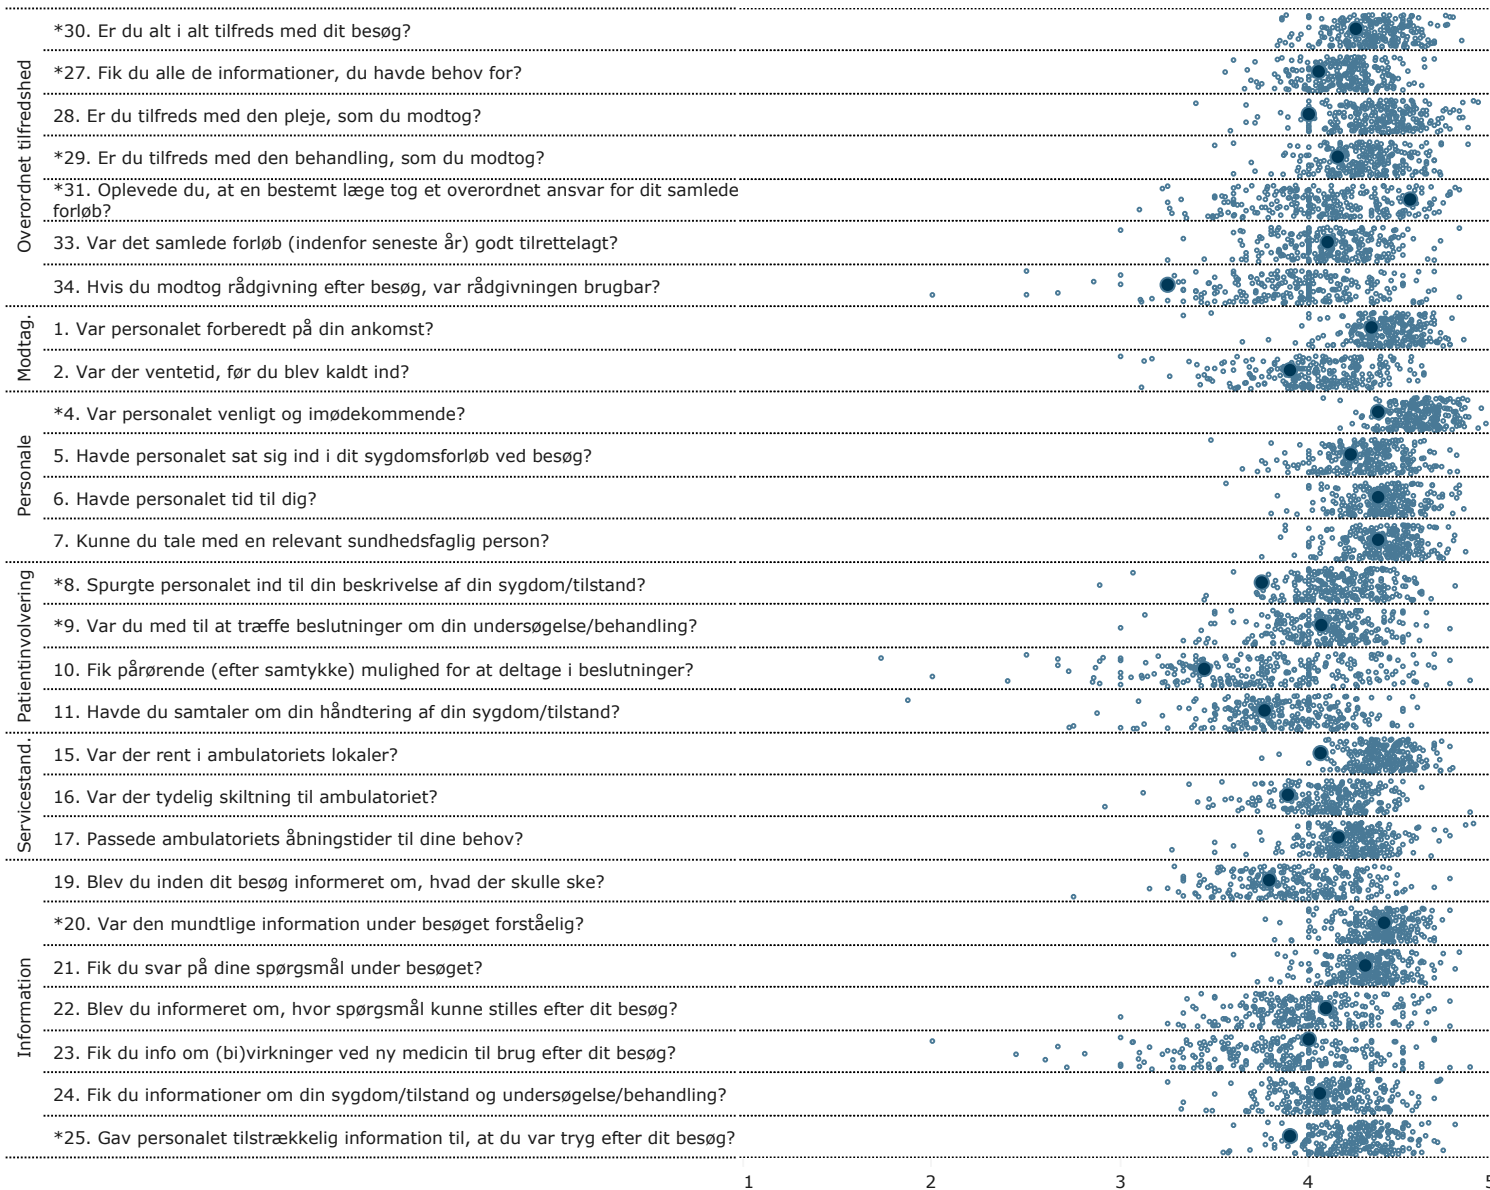 Overordnet tilfredshed
*30. Er du alt i alt tilfreds med dit besøg?
*27. Fik du alle de informationer, du havde behov for?
28. Er du tilfreds med den pleje, som du modtog?
*29. Er du tilfreds med den behandling, som du modtog?
*31. Oplevede du, at en bestemt læge tog et overordnet ansvar for dit samlede
forløb?
33. Var det samlede forløb (indenfor seneste år) godt tilrettelagt?
34. Hvis du modtog rådgivning efter besøg, var rådgivningen brugbar?
Modtag.
1. Var personalet forberedt på din ankomst?
2. Var der ventetid, før du blev kaldt ind?
Personale
*4. Var personalet venligt og imødekommende?
5. Havde personalet sat sig ind i dit sygdomsforløb ved besøg?
6. Havde personalet tid til dig?
7. Kunne du tale med en relevant sundhedsfaglig person?
Patientinvolvering
*8. Spurgte personalet ind til din beskrivelse af din sygdom/tilstand?
*9. Var du med til at træffe beslutninger om din undersøgelse/behandling?
10. Fik pårørende (efter samtykke) mulighed for at deltage i beslutninger?
11. Havde du samtaler om din håndtering af din sygdom/tilstand?
Servicestand.
15. Var der rent i ambulatoriets lokaler?
16. Var der tydelig skiltning til ambulatoriet?
17. Passede ambulatoriets åbningstider til dine behov?
Information
19. Blev du inden dit besøg informeret om, hvad der skulle ske?
*20. Var den mundtlige information under besøget forståelig?
21. Fik du svar på dine spørgsmål under besøget?
22. Blev du informeret om, hvor spørgsmål kunne stilles efter dit besøg?
23. Fik du info om (bi)virkninger ved ny medicin til brug efter dit besøg?
24. Fik du informationer om din sygdom/tilstand og undersøgelse/behandling?
*25. Gav personalet tilstrækkelig information til, at du var tryg efter dit besøg?
1 2 3 4 5